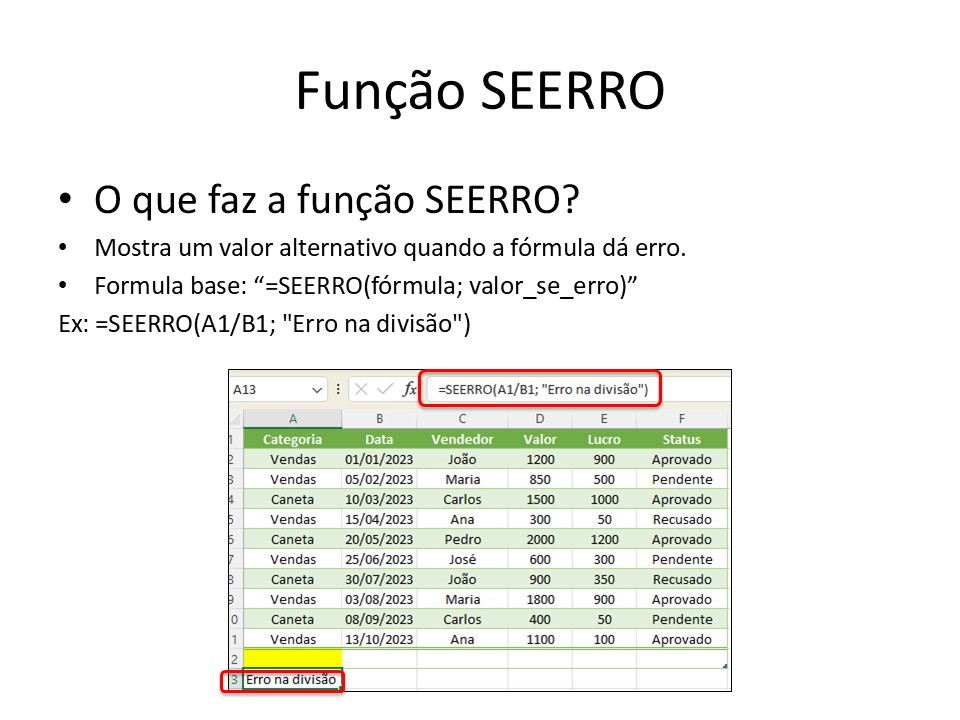 Função SEERRO
• O que faz a função SEERRO?
• Mostra um valor alternativo quando a fórmula dá erro.
• Formula base: “=SEERRO(fórmula; valor_se_erro)”
Ex: =SEERRO(A1/B1; "Erro na divisão")
A13 fx =SEERRO(A1/B1; "Erro na divisão")
A B C D E F
1 Categoria Data Vendedor Valor Lucro Status
2 Vendas 01/01/2023 João 1200 900 Aprovado
3 Vendas 05/02/2023 Maria 850 500 Pendente
4 Caneta 10/03/2023 Carlos 1500 1000 Aprovado
5 Vendas 15/04/2023 Ana 300 50 Recusado
6 Caneta 20/05/2023 Pedro 2000 1200 Aprovado
7 Vendas 25/06/2023 José 600 300 Pendente
8 Caneta 30/07/2023 João 900 350 Recusado
9 Vendas 03/08/2023 Maria 1800 900 Aprovado
0 Caneta 08/09/2023 Carlos 400 50 Pendente
1 Vendas 13/10/2023 Ana 1100 100 Aprovado
2
3 Erro na divisão